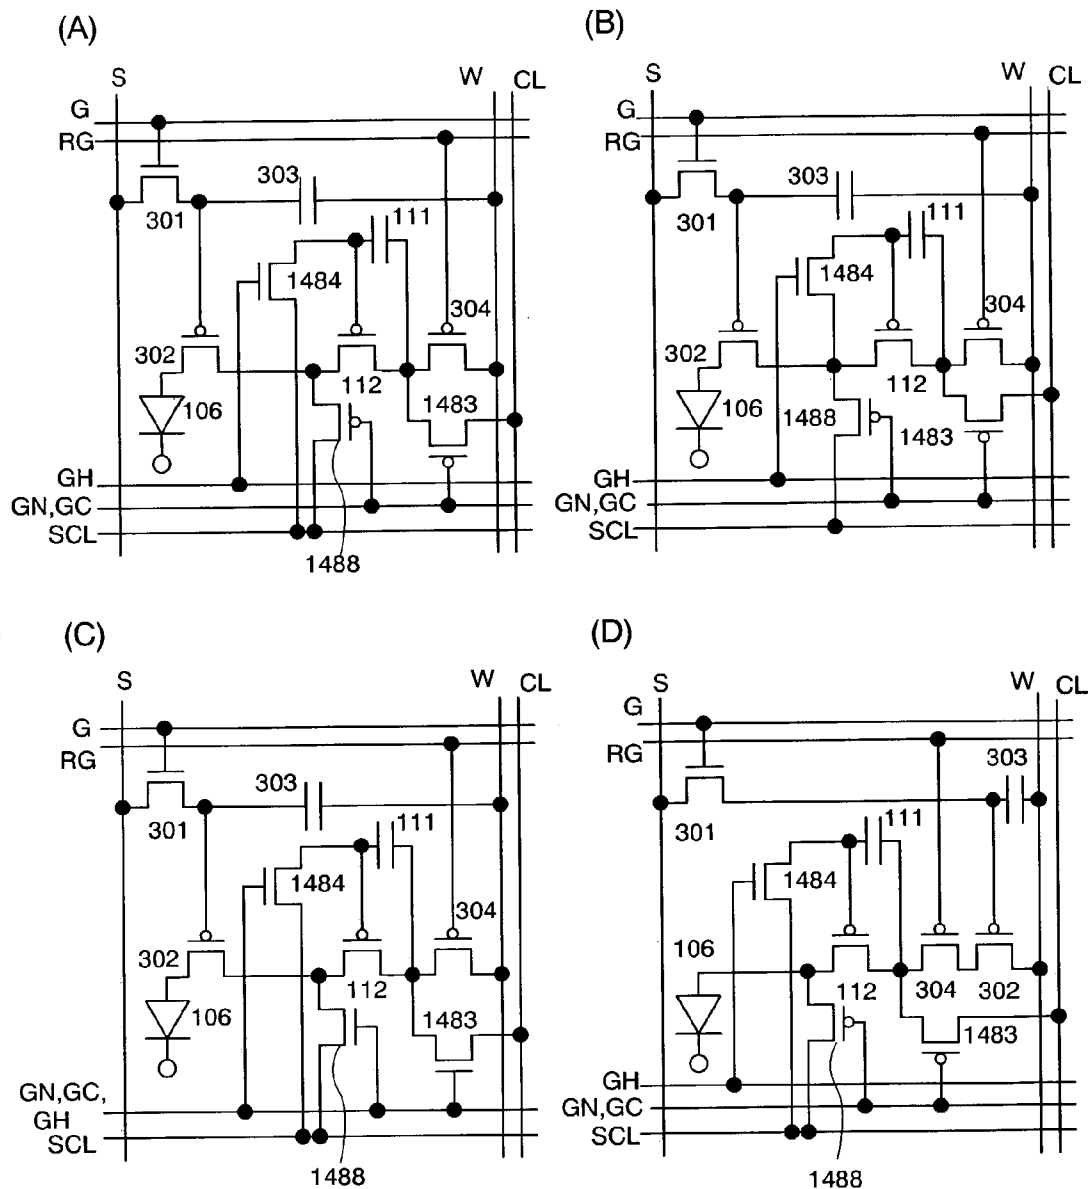 (A)
S
W
CL
G
RG
303
111
301
1484
304
302
112
1483
106
GH
GN,GC
SCL
1488
(B)
S
W
CL
G
RG
303
111
301
1484
304
302
112
106
1488
1483
GH
GN,GC
SCL
(C)
S
W
CL
G
RG
303
111
301
1484
304
302
112
106
1483
GN,GC,
GH
SCL
1488
(D)
S
W
CL
G
RG
303
111
301
1484
106
112
304
302
1483
GH
GN,GC
SCL
1488